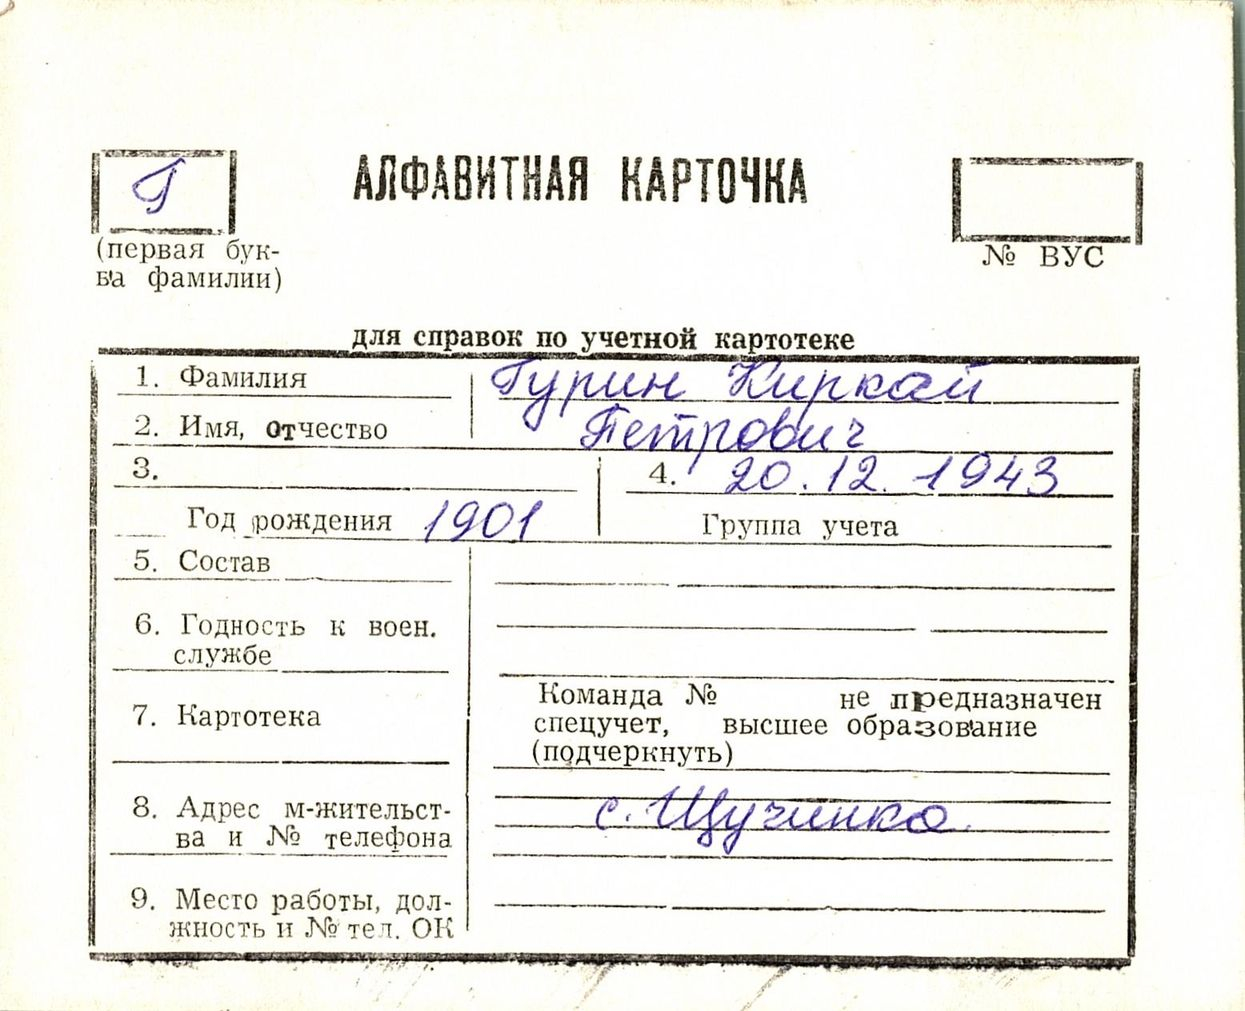 Г
АЛФАВИТНАЯ КАРТОЧКА
(первая бук-
ва фамилии)
№ ВУС
для справок по учетной картотеке
1. Фамилия Гурин Киркай
2. Имя, отчество Петрович
3. 4. 20.12.1943
Год рождения 1901 Группа учета
5. Состав
6. Годность к воен.
службе
7. Картотека
Команда № не предназначен
спецучет, высшее образование
(подчеркнуть)
8. Адрес м-жительст-
ва и № телефона
с. Щучинка.
9. Место работы, дол-
жность и № тел. ОК